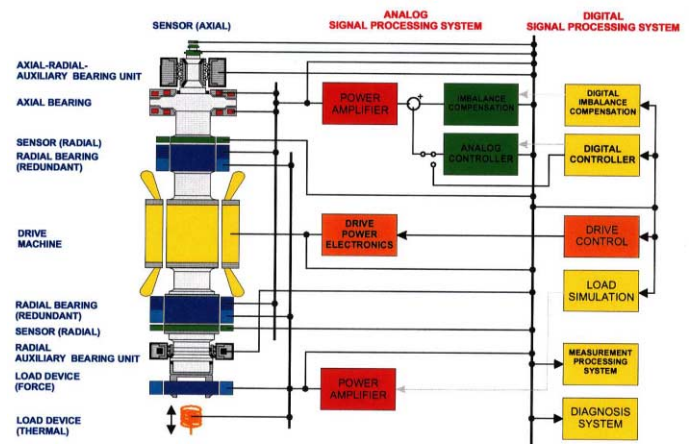 SENSOR (AXIAL)
ANALOG
SIGNAL PROCESSING SYSTEM
DIGITAL
SIGNAL PROCESSING SYSTEM
AXIAL-RADIAL-
AUXILIARY BEARING UNIT
AXIAL BEARING
SENSOR (RADIAL)
RADIAL BEARING
(REDUNDANT)
DRIVE
MACHINE
RADIAL BEARING
(REDUNDANT)
SENSOR (RADIAL)
RADIAL
AUXILIARY BEARING UNIT
LOAD DEVICE
(FORCE)
LOAD DEVICE
(THERMAL)
POWER
AMPLIFIER
+
IMBALANCE
COMPENSATION
ANALOG
CONTROLLER
DRIVE
POWER
ELECTRONICS
POWER
AMPLIFIER
DIGITAL
IMBALANCE
COMPENSATION
DIGITAL
CONTROLLER
DRIVE
CONTROL
LOAD
SIMULATION
MEASUREMENT
PROCESSING
SYSTEM
DIAGNOSIS
SYSTEM